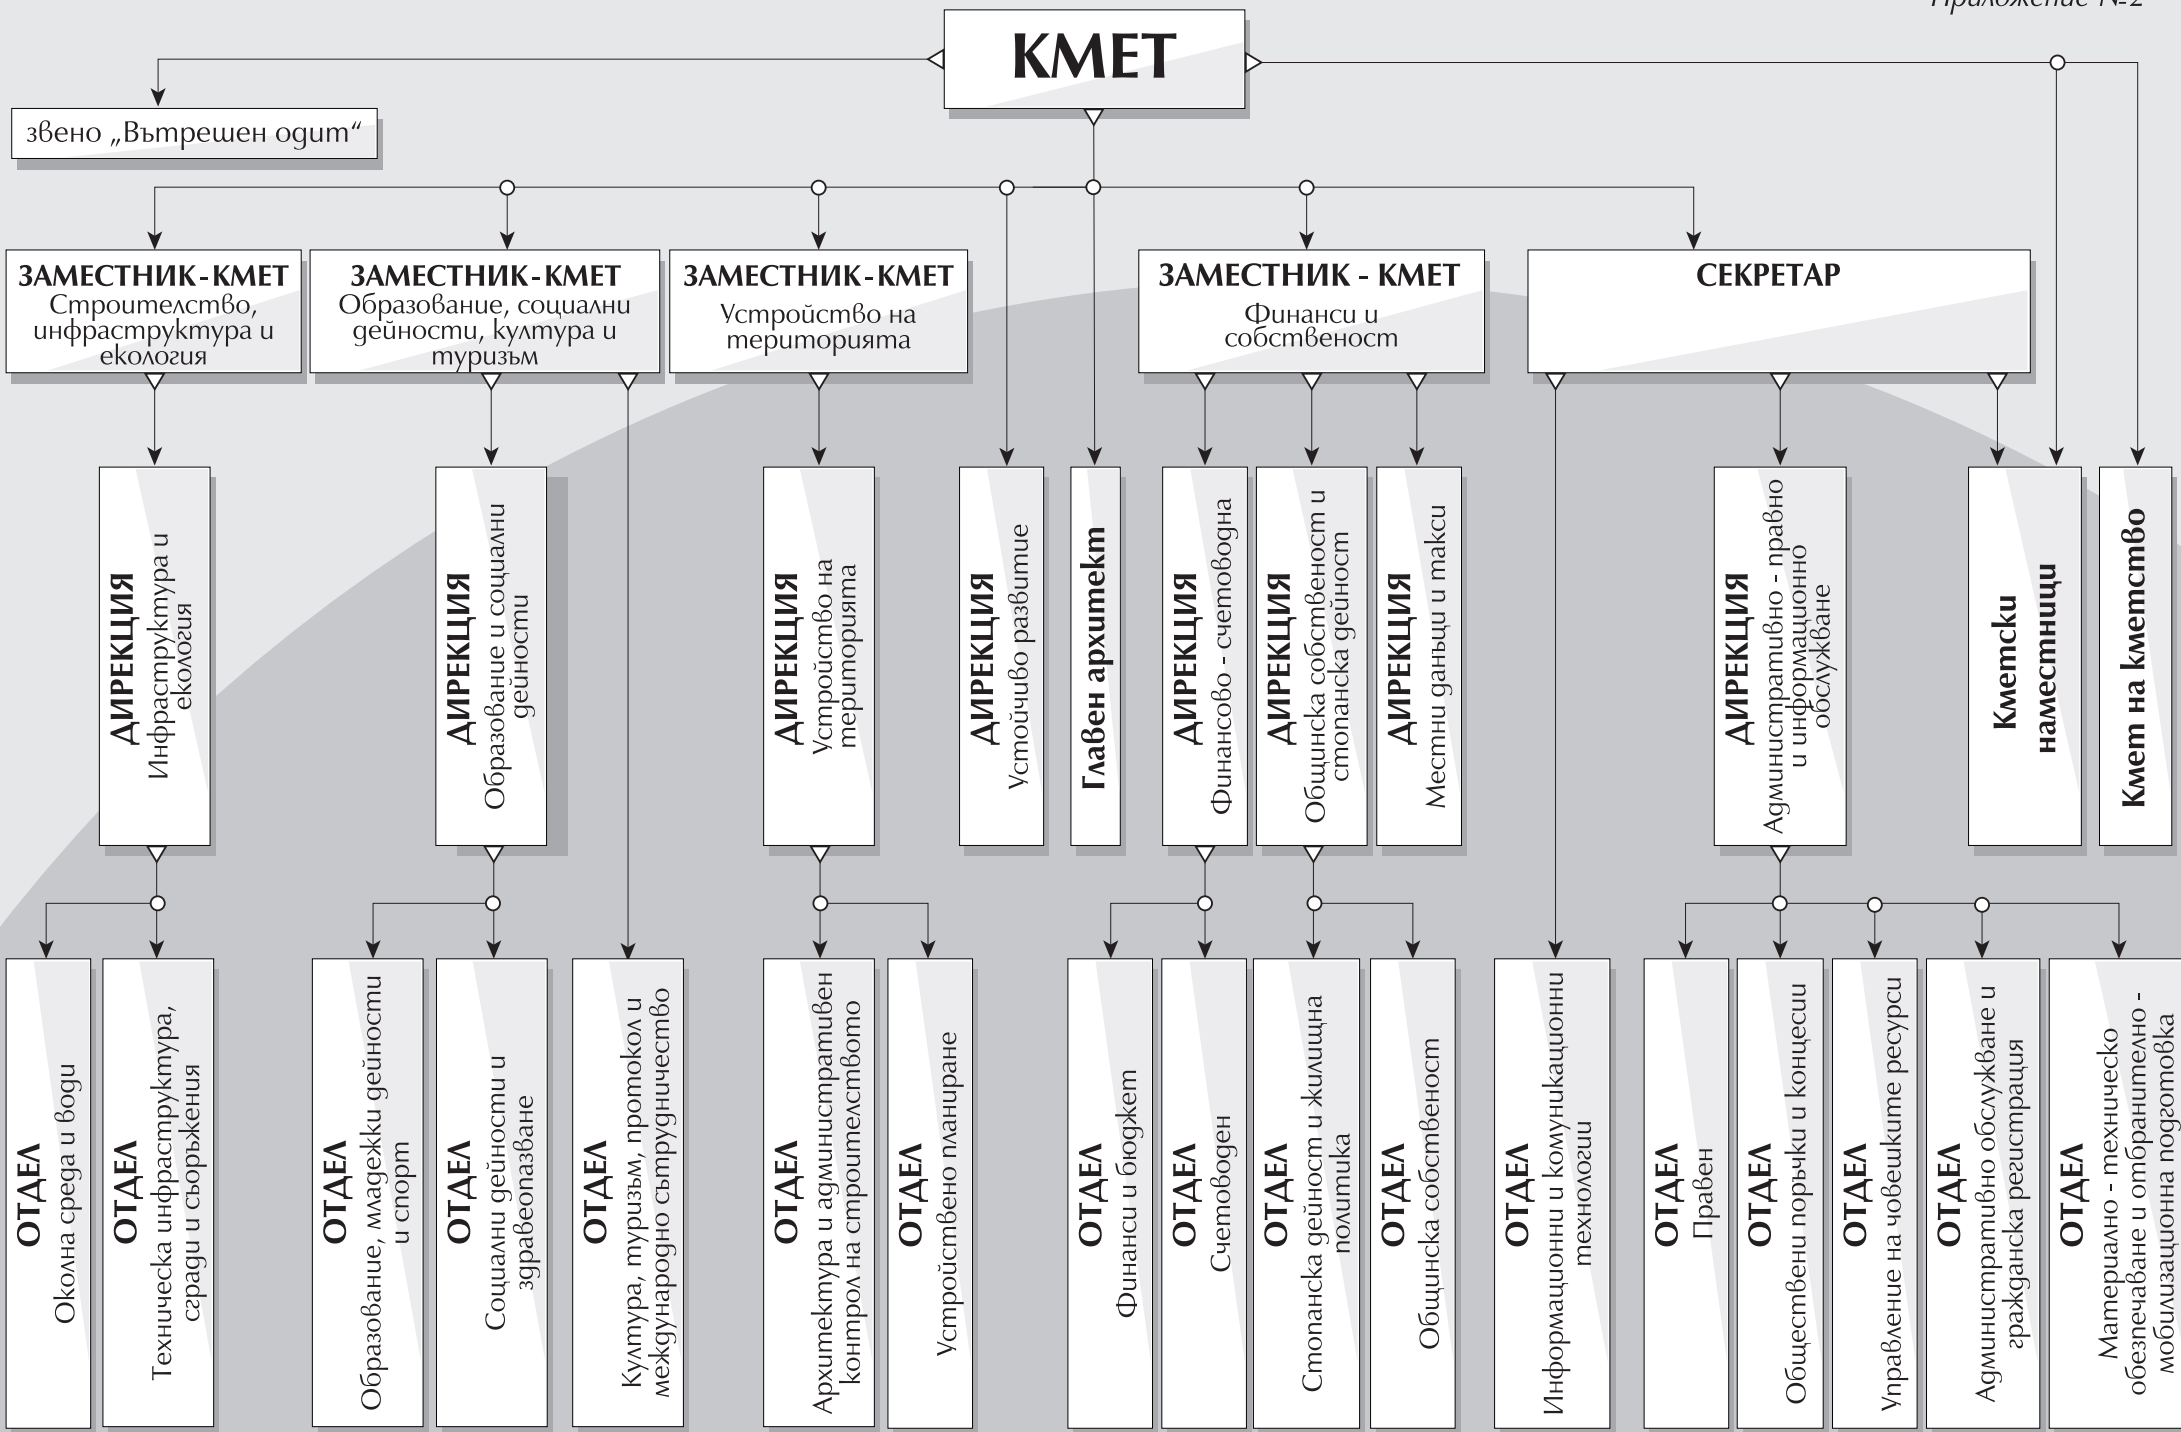 Приложение №2
КМЕТ
звено „Вътрешен одит“
ЗАМЕСТНИК-КМЕТ
Строителство,
инфраструктура и
екология
ЗАМЕСТНИК-КМЕТ
Образование, социални
дейности, култура и
туризъм
ЗАМЕСТНИК-КМЕТ
Устройство на
територията
ЗАМЕСТНИК - КМЕТ
Финанси и
собственост
СЕКРЕТАР
ДИРЕКЦИЯ
Инфраструктура и
екология
ДИРЕКЦИЯ
Образование и социални
дейности
ДИРЕКЦИЯ
Устройство на
територията
ДИРЕКЦИЯ
Устойчиво развитие
Главен архитект
ДИРЕКЦИЯ
Финансово - счетоводна
ДИРЕКЦИЯ
Общинска собственост и
стопанска дейност
ДИРЕКЦИЯ
Местни данъци и такси
ДИРЕКЦИЯ
Административно - правно
и информационно
обслужване
Кметски
наместници
Кмет на кметство
ОТДЕЛ
Околна среда и води
ОТДЕЛ
Техническа инфраструктура,
сгради и съоръжения
ОТДЕЛ
Образование, младежки дейности
и спорт
ОТДЕЛ
Социални дейности и
здравеопазване
ОТДЕЛ
Култура, туризъм, протокол и
международно сътрудничество
ОТДЕЛ
Архитектура и административен
контрол на строителството
ОТДЕЛ
Устройствено планиране
ОТДЕЛ
Финанси и бюджет
ОТДЕЛ
Счетоводен
ОТДЕЛ
Стопанска дейност и жилищна
политика
ОТДЕЛ
Общинска собственост
ОТДЕЛ
Информационни и комуникационни
технологии
ОТДЕЛ
Правен
ОТДЕЛ
Обществени поръчки и концесии
ОТДЕЛ
Управление на човешките ресурси
ОТДЕЛ
Административно обслужване и
гражданска регистрация
ОТДЕЛ
Материално - техническо
обезпечаване и отбранително -
мобилизационна подготовка